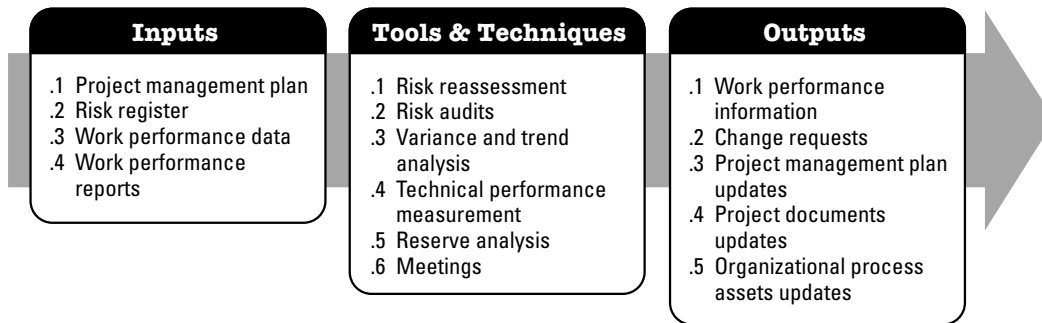 Inputs
.1 Project management plan
.2 Risk register
.3 Work performance data
.4 Work performance
reports
Tools & Techniques
.1 Risk reassessment
.2 Risk audits
.3 Variance and trend
analysis
.4 Technical performance
measurement
.5 Reserve analysis
.6 Meetings
Outputs
.1 Work performance
information
.2 Change requests
.3 Project management plan
updates
.4 Project documents
updates
.5 Organizational process
assets updates